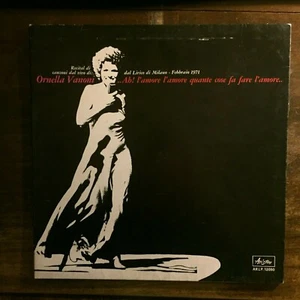 Recital di
canzoni dal vivo di: dal Lirico di Milano - Febbraio 1971
Ornella Vanoni ...Ah! l'amore l'amore quante cose fa fare l'amore...
Ariston